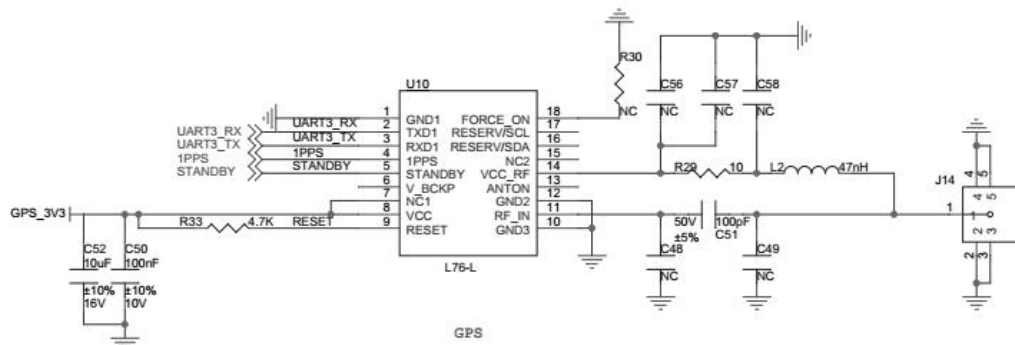 R30
NC
C56
NC
C57
NC
C58
NC
U10
1 GND1 FORCE_ON 18
UART3_RX 2 TXD1 RESERV/SCL 17
UART3_TX 3 RXD1 RESERV/SDA 16
1PPS 4 1PPS NC2 15
STANDBY 5 STANDBY VCC_RF 14
6 V_BCKP ANTON 13
7 NC1 GND2 12
8 VCC RF_IN 11
RESET 9 RESET GND3 10
L76-L
UART3_RX
UART3_TX
1PPS
STANDBY
GPS_3V3
R33 4.7K
C52
10uF
±10%
16V
C50
100nF
±10%
10V
R29 10
L2 47nH
50V
±5%
100pF
C51
C48
NC
C49
NC
J14
4 5
4 5
1 1
2 3
2 3
GPS